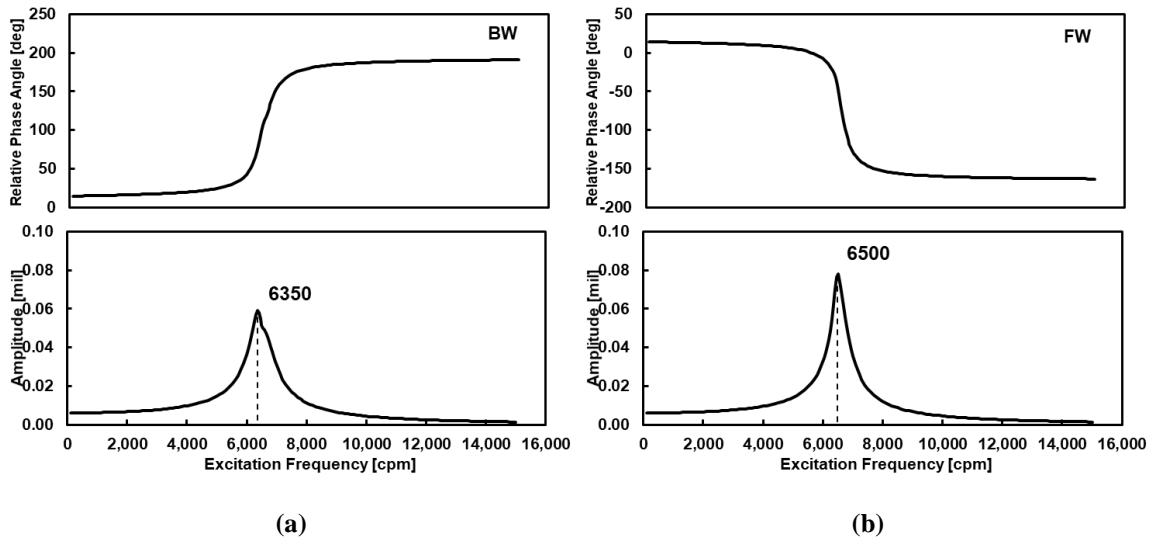 Relative Phase Angle [deg]
250
200
150
100
50
0
BW
Amplitude [mil]
0.10
0.08
0.06
0.04
0.02
0.00
6350
0 2,000 4,000 6,000 8,000 10,000 12,000 14,000 16,000
Excitation Frequency [cpm]
(a)
Relative Phase Angle [deg]
50
0
-50
-100
-150
-200
FW
Amplitude [mil]
0.10
0.08
0.06
0.04
0.02
0.00
6500
0 2,000 4,000 6,000 8,000 10,000 12,000 14,000 16,000
Excitation Frequency [cpm]
(b)